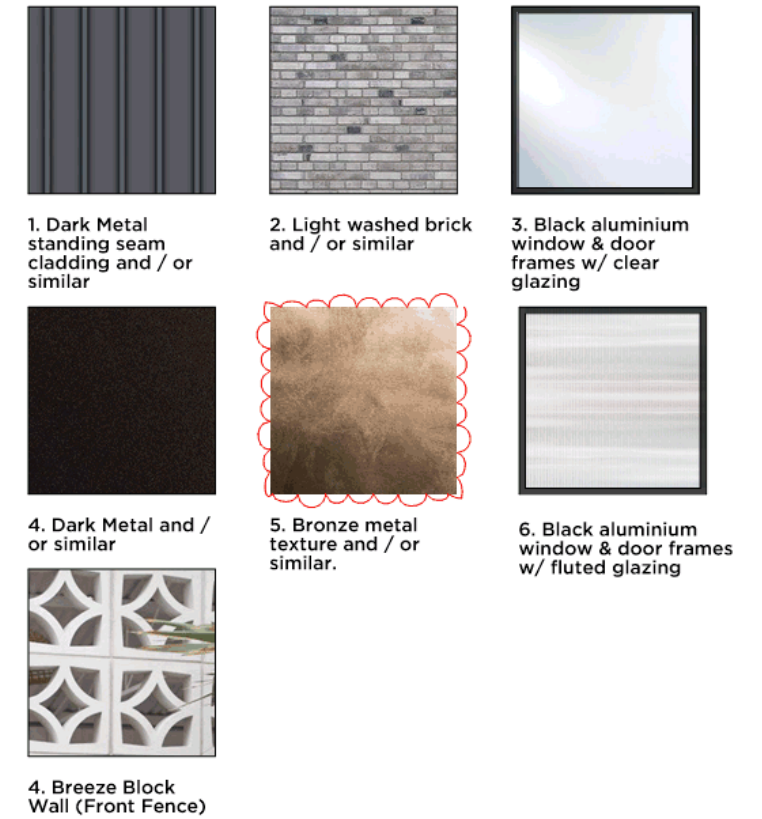 1. Dark Metal
standing seam
cladding and / or
similar
2. Light washed brick
and / or similar
3. Black aluminium
window & door
frames w/ clear
glazing
4. Dark Metal and /
or similar
5. Bronze metal
texture and / or
similar.
6. Black aluminium
window & door frames
w/ fluted glazing
4. Breeze Block
Wall (Front Fence)